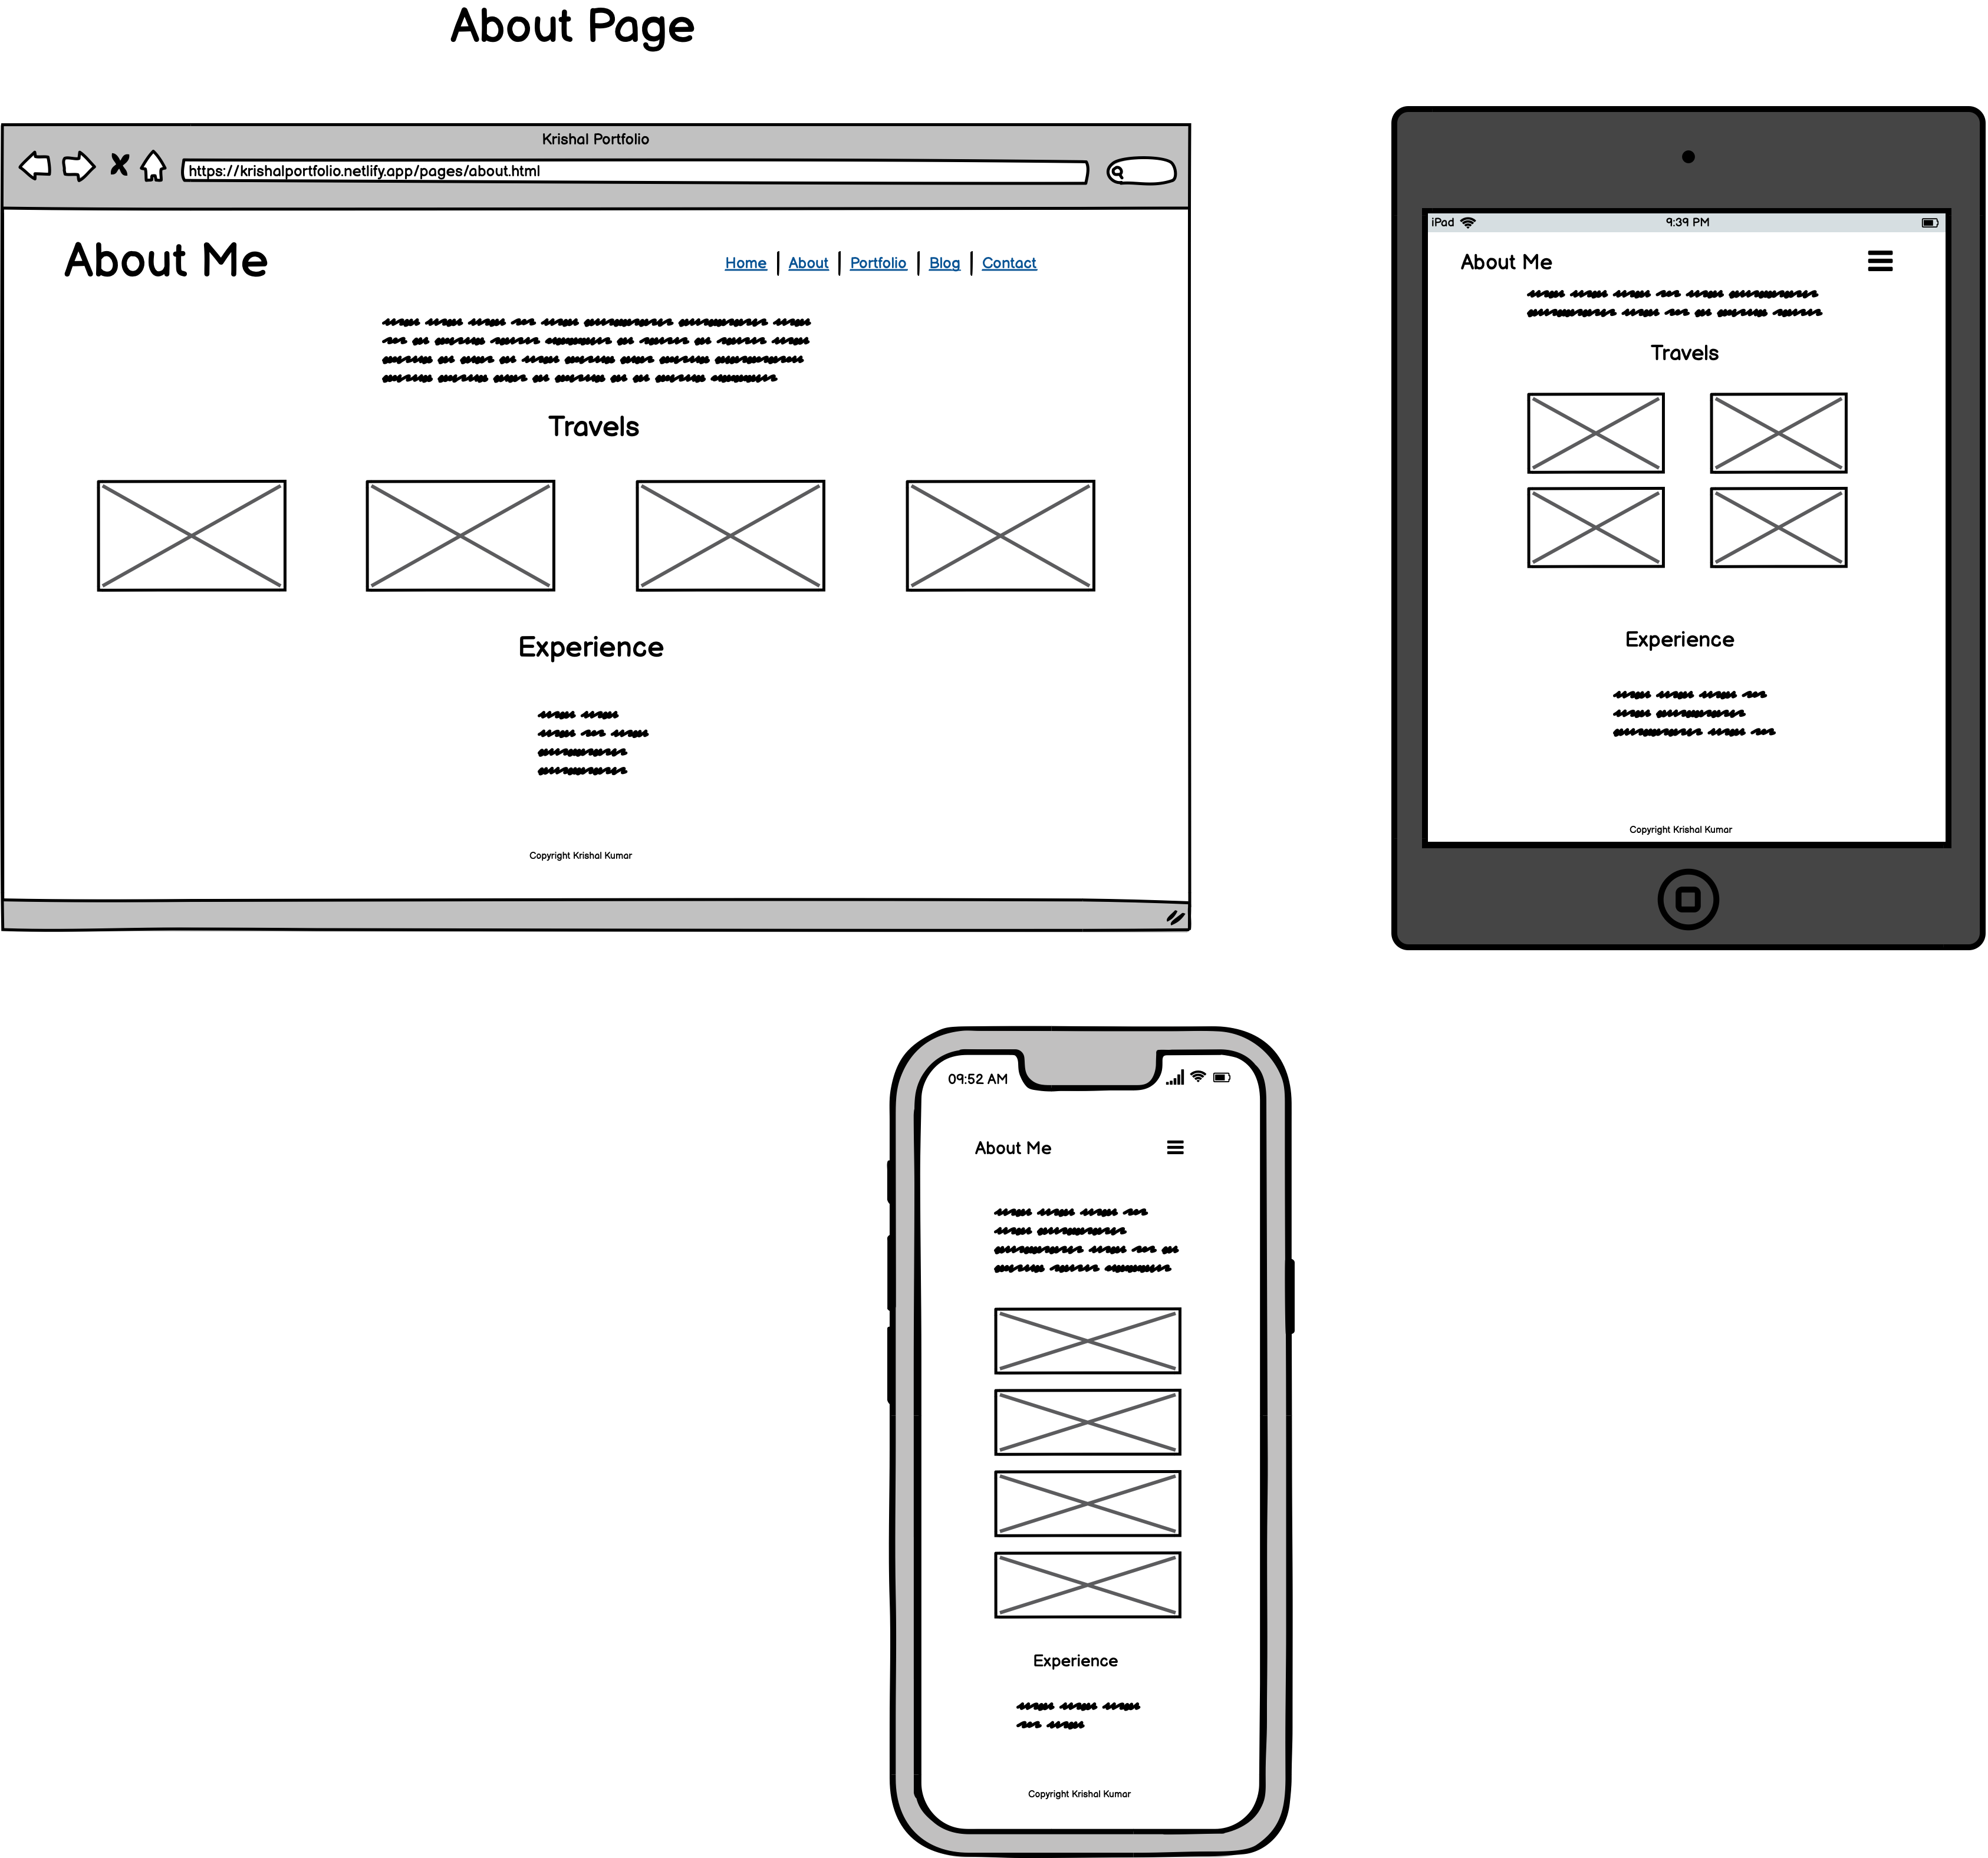 About Page
Krishal Portfolio
https://krishalportfolio.netlify.app/pages/about.html
About Me
Home | About | Portfolio | Blog | Contact
Travels
Experience
Copyright Krishal Kumar
iPad 9:39 PM
About Me
Travels
Experience
Copyright Krishal Kumar
09:52 AM
About Me
Experience
Copyright Krishal Kumar